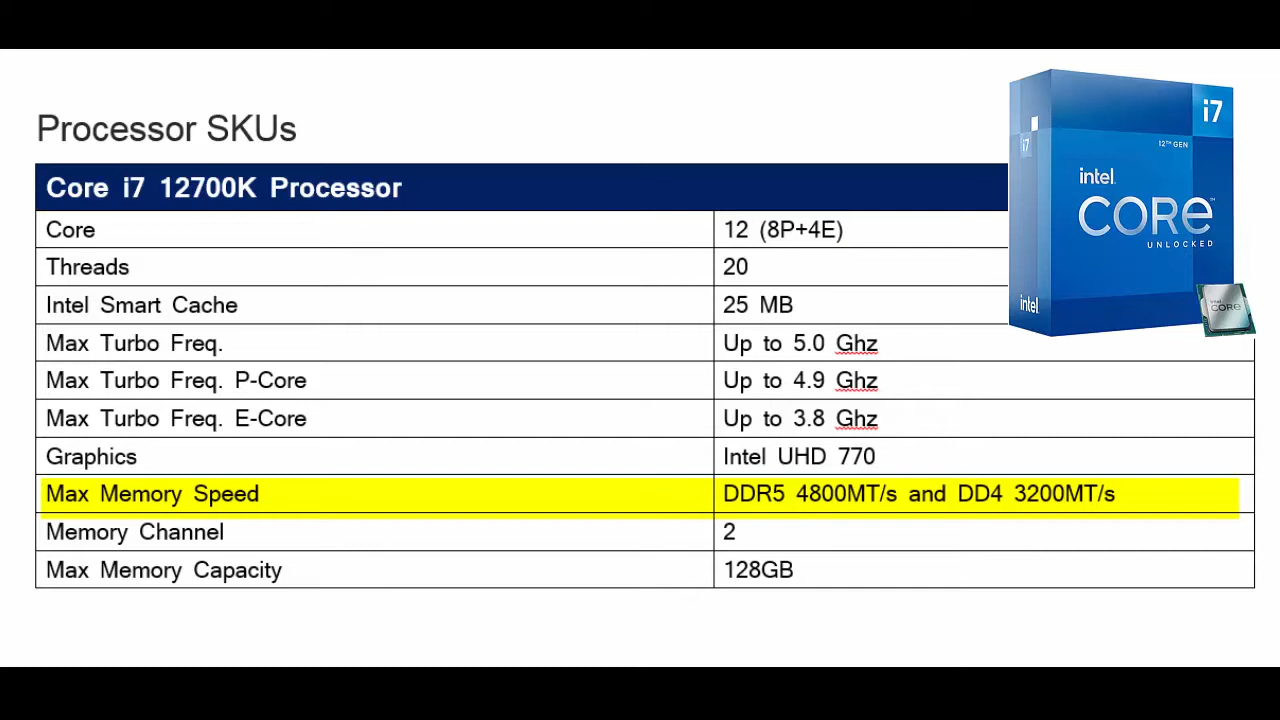 Processor SKUs
Core i7 12700K Processor
Core 12 (8P+4E)
Threads 20
Intel Smart Cache 25 MB
Max Turbo Freq. Up to 5.0 Ghz
Max Turbo Freq. P-Core Up to 4.9 Ghz
Max Turbo Freq. E-Core Up to 3.8 Ghz
Graphics Intel UHD 770
Max Memory Speed DDR5 4800MT/s and DD4 3200MT/s
Memory Channel 2
Max Memory Capacity 128GB
i7
12TH GEN
i7
intel.
CORE™
UNLOCKED
intel.
intel
CORE